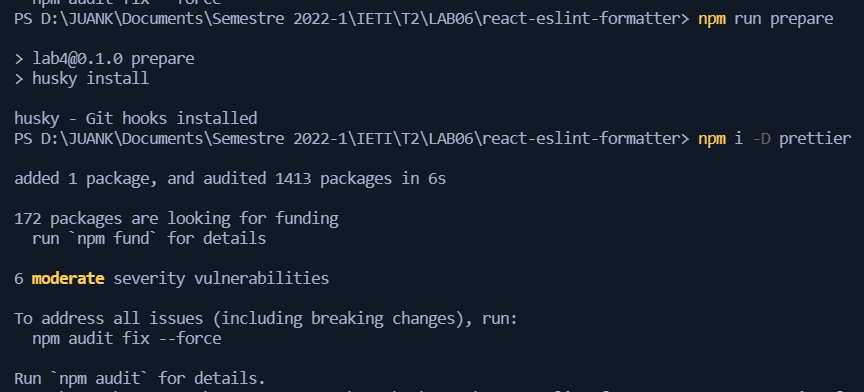 npm audit fix --force
PS D:\JUANK\Documents\Semestre 2022-1\IETI\T2\LAB06\react-eslint-formatter> npm run prepare
> lab4@0.1.0 prepare
> husky install
husky - Git hooks installed
PS D:\JUANK\Documents\Semestre 2022-1\IETI\T2\LAB06\react-eslint-formatter> npm i -D prettier
added 1 package, and audited 1413 packages in 6s
172 packages are looking for funding
run `npm fund` for details
6 moderate severity vulnerabilities
To address all issues (including breaking changes), run:
npm audit fix --force
Run `npm audit` for details.